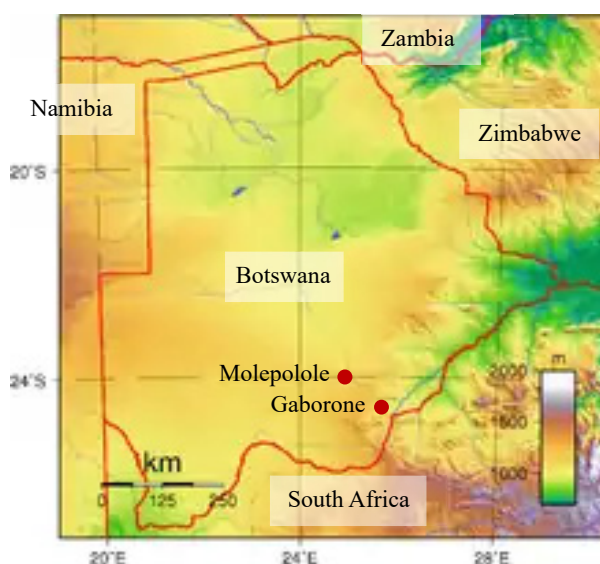 Zambia
Namibia
Zimbabwe
20°S
Botswana
Molepolole
24°S
Gaborone
2000
m
1500
1000
km
0 125 250
South Africa
20°E 24°E 28°E